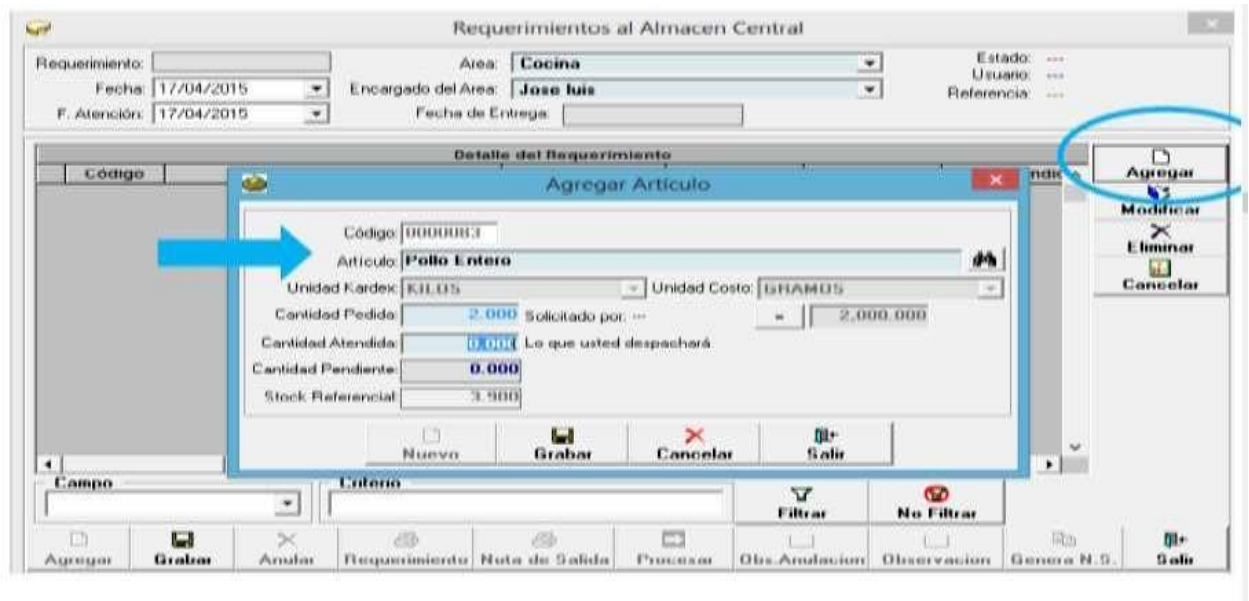 Requerimientos al Almacen Central
Requerimiento:
Area: Cocina
Estado: ---
Fecha: 17/04/2015
Encargado del Area: Jose luis
Usuario: ---
F. Atención: 17/04/2015
Fecha de Entrega:
Referencia: ---
Detalle del Requerimiento
Código
Agregar
Modificar
Eliminar
Cancelar
Agregar Artículo
Código: 0000083
Artículo: Pollo Entero
Unidad Kardex: KILOS
Unidad Costo: GRAMOS
Cantidad Pedida: 2.000 Solicitado por: --- = 2,000.000
Cantidad Atendida: 0.000 Lo que usted despachará
Cantidad Pendiente: 0.000
Stock Referencial: 3.900
Nuevo Grabar Cancelar Salir
Campo
Criterio
Filtrar No Filtrar
Agregar Grabar Anular Requerimiento Nota de Salida Procesar Obs.Anulacion Observacion Genera N.S. Salir